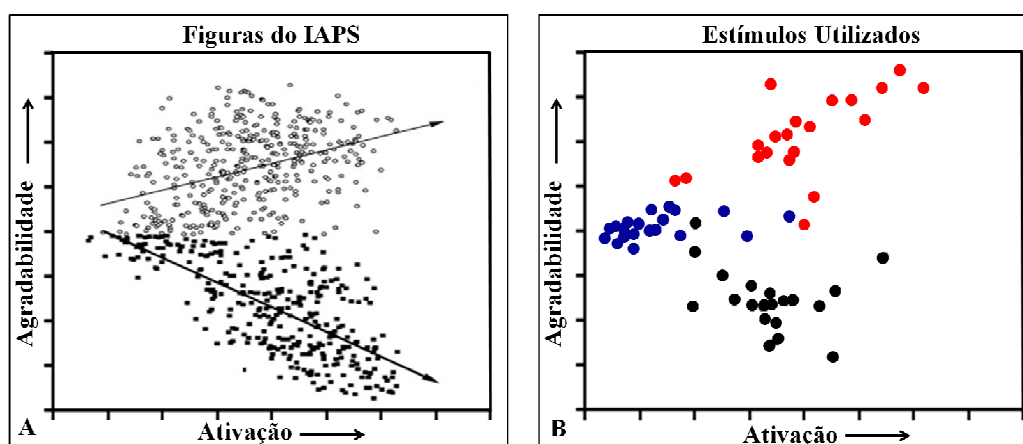 Figuras do IAPS
Agradabilidade
Ativação
A
Estímulos Utilizados
Agradabilidade
Ativação
B